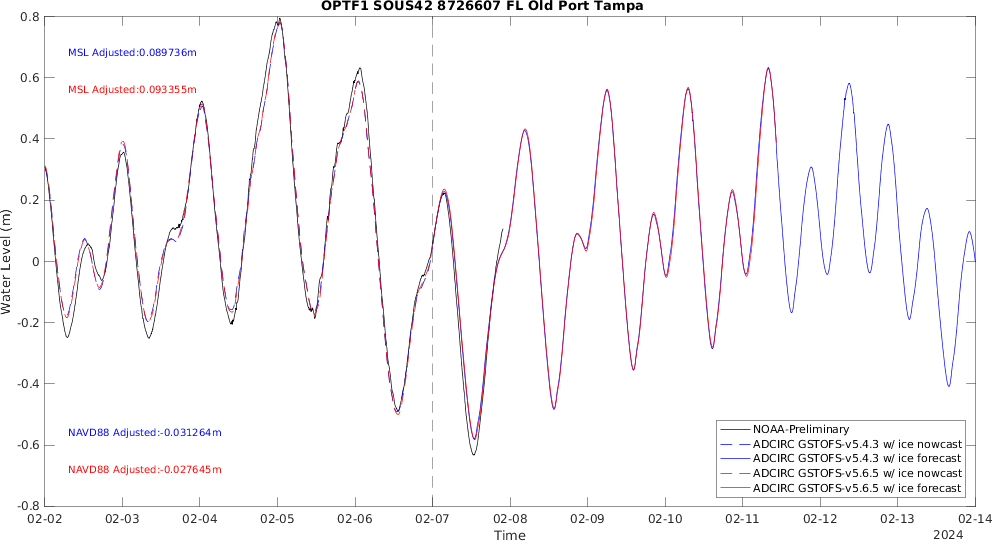 OPTF1 SOUS42 8726607 FL Old Port Tampa
0.8
0.6
0.4
0.2
0
-0.2
-0.4
-0.6
-0.8
Water Level (m)
MSL Adjusted:0.089736m
MSL Adjusted:0.093355m
NAVD88 Adjusted:-0.031264m
NAVD88 Adjusted:-0.027645m
NOAA-Preliminary
ADCIRC GSTOFS-v5.4.3 w/ ice nowcast
ADCIRC GSTOFS-v5.4.3 w/ ice forecast
ADCIRC GSTOFS-v5.6.5 w/ ice nowcast
ADCIRC GSTOFS-v5.6.5 w/ ice forecast
02-02 02-03 02-04 02-05 02-06 02-07 02-08 02-09 02-10 02-11 02-12 02-13 02-14
Time
2024